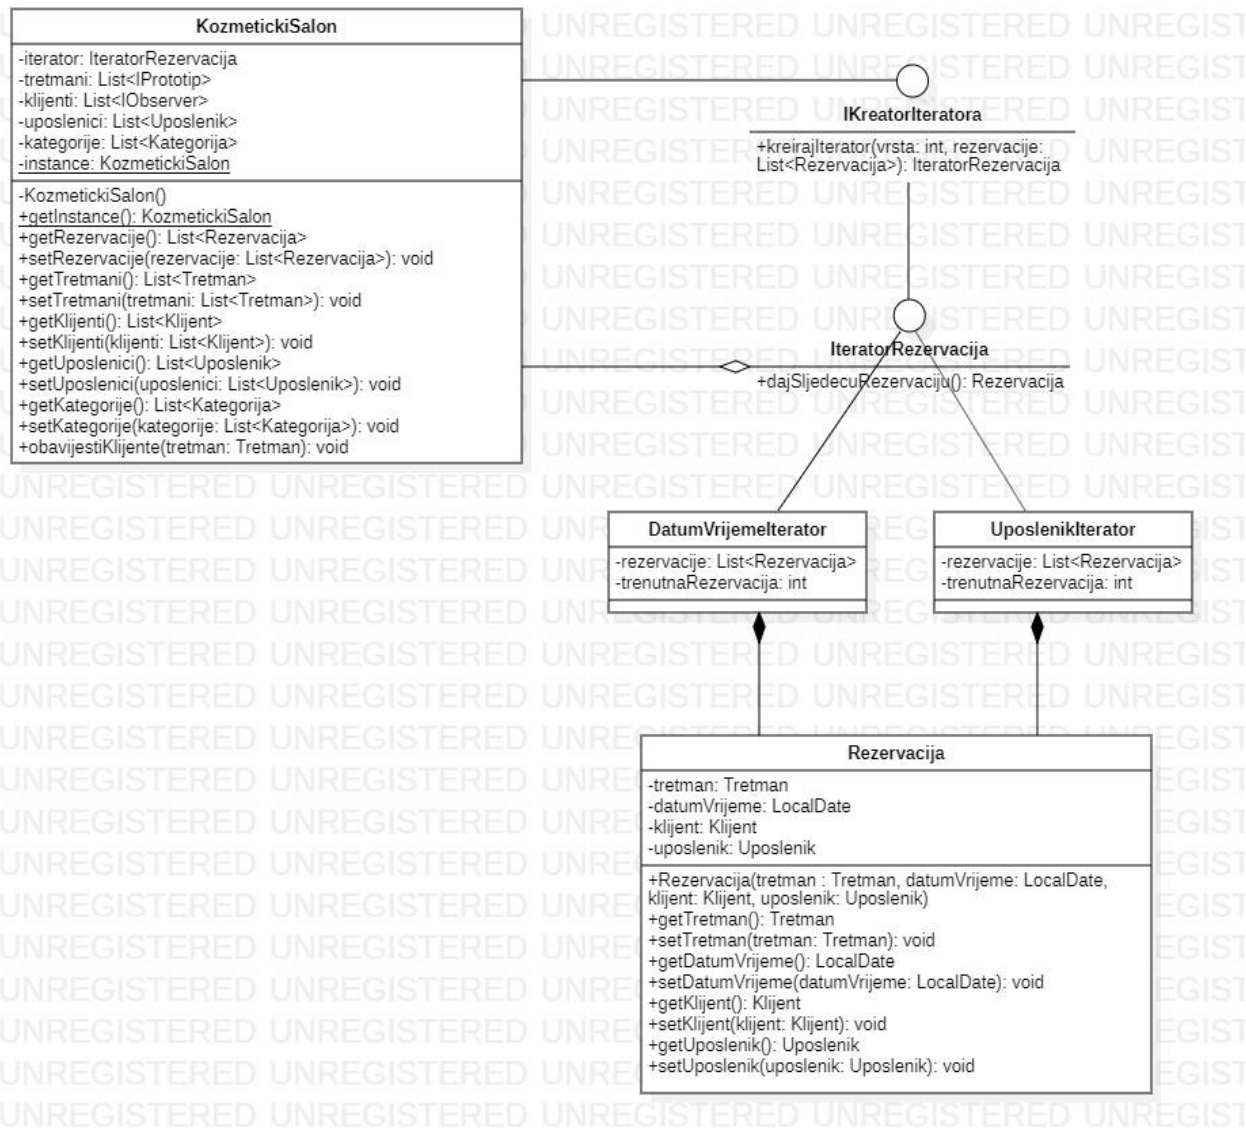 KozmetickiSalon
-iterator: IteratorRezervacija
-tretmani: List<IPrototip>
-klijenti: List<IObserver>
-uposlenici: List<Uposlenik>
-kategorije: List<Kategorija>
-instance: KozmetickiSalon
-KozmetickiSalon()
+getInstance(): KozmetickiSalon
+getRezervacije(): List<Rezervacija>
+setRezervacije(rezervacije: List<Rezervacija>): void
+getTretmani(): List<Tretman>
+setTretmani(tretmani: List<Tretman>): void
+getKlijenti(): List<Klijent>
+setKlijenti(klijenti: List<Klijent>): void
+getUposlenici(): List<Uposlenik>
+setUposlenici(uposlenici: List<Uposlenik>): void
+getKategorije(): List<Kategorija>
+setKategorije(kategorije: List<Kategorija>): void
+obavijestiKlijente(tretman: Tretman): void
IKreatorIteratora
+kreirajIterator(vrsta: int, rezervacije:
List<Rezervacija>): IteratorRezervacija
IteratorRezervacija
+dajSljedecuRezervaciju(): Rezervacija
DatumVrijemeIterator
-rezervacije: List<Rezervacija>
-trenutnaRezervacija: int
UposlenikIterator
-rezervacije: List<Rezervacija>
-trenutnaRezervacija: int
Rezervacija
-tretman: Tretman
-datumVrijeme: LocalDate
-klijent: Klijent
-uposlenik: Uposlenik
+Rezervacija(tretman : Tretman, datumVrijeme: LocalDate,
klijent: Klijent, uposlenik: Uposlenik)
+getTretman(): Tretman
+setTretman(tretman: Tretman): void
+getDatumVrijeme(): LocalDate
+setDatumVrijeme(datumVrijeme: LocalDate): void
+getKlijent(): Klijent
+setKlijent(klijent: Klijent): void
+getUposlenik(): Uposlenik
+setUposlenik(uposlenik: Uposlenik): void